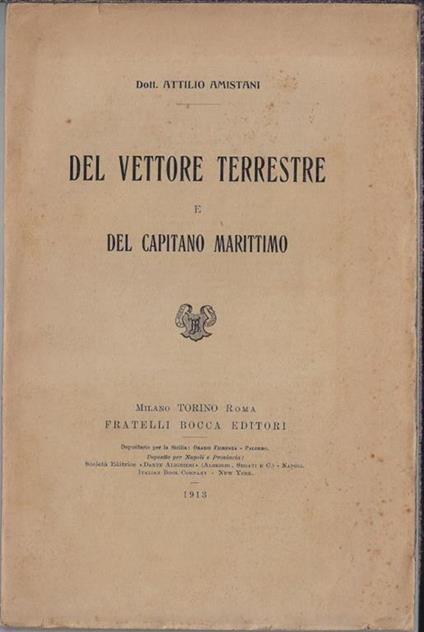 Dott. ATTILIO AMISTANI
DEL VETTORE TERRESTRE
E
DEL CAPITANO MARITTIMO
MILANO TORINO ROMA
FRATELLI BOCCA EDITORI
Depositario per la Sicilia: ORAZIO FIORENZA - PALERMO.
Deposito per Napoli e Provincia:
SOCIETÀ EDITRICE «DANTE ALIGHIERI» (ALBRIGHI, SEGATI E C.) - NAPOLI.
ITALIAN BOOK COMPANY - NEW YORK.
1913